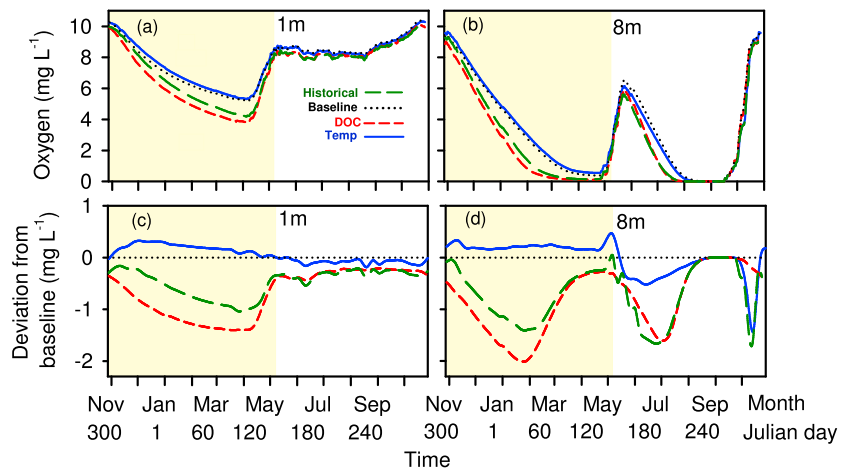 (a) 1m
(b) 8m
Oxygen (mg L⁻¹)
10
8
6
4
2
0
Historical
Baseline
DOC
Temp
(c) 1m
(d) 8m
Deviation from
baseline (mg L⁻¹)
1
0
-1
-2
Nov Jan Mar May Jul Sep Nov Jan Mar May Jul Sep Month
300 1 60 120 180 240 300 1 60 120 180 240 Julian day
Time